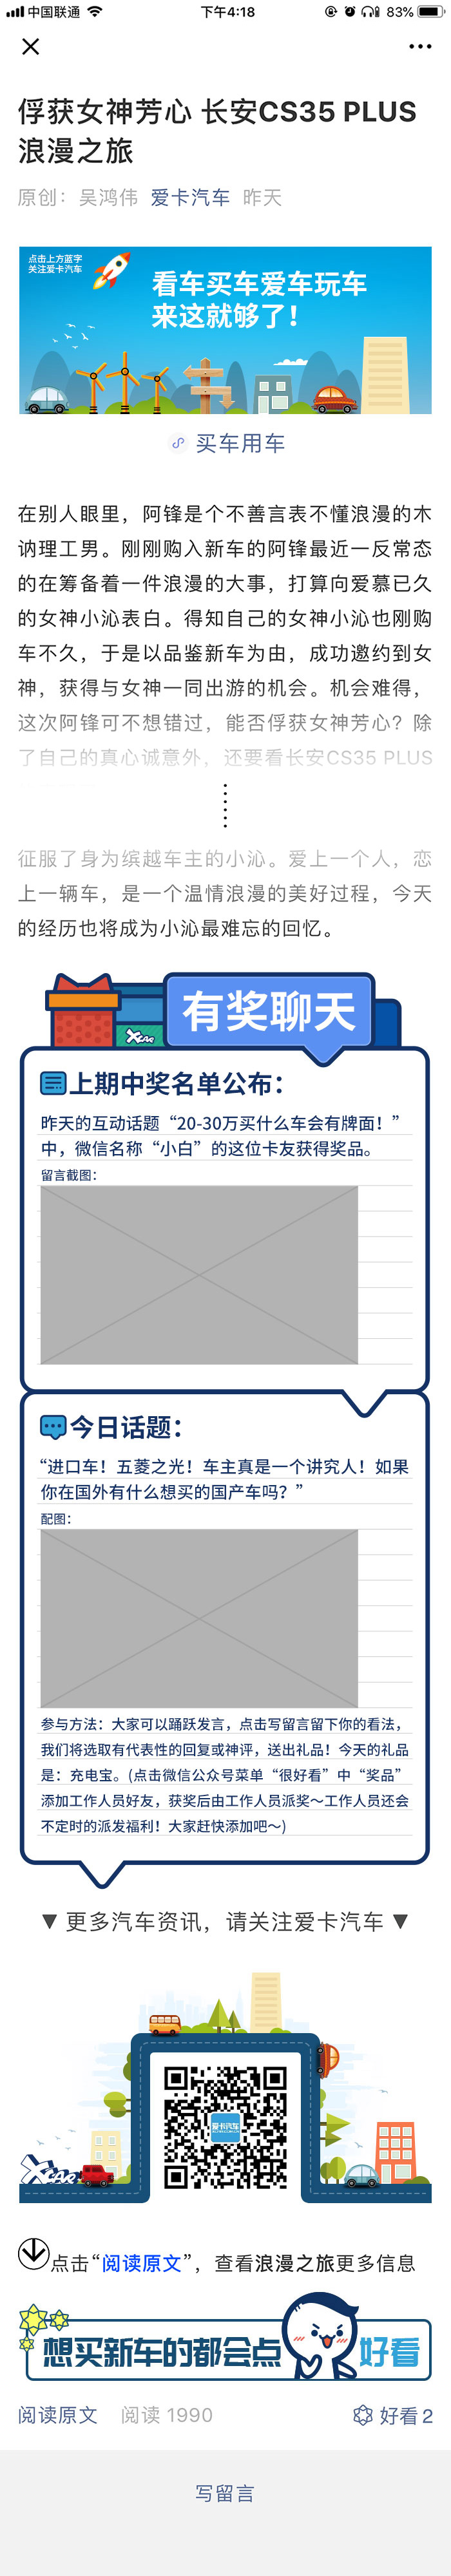 中国联通
下午4:18
83%
俘获女神芳心 长安CS35 PLUS
浪漫之旅
原创：吴鸿伟 爱卡汽车 昨天
点击上方蓝字
关注爱卡汽车
看车买车爱车玩车
来这就够了！
买车用车
在别人眼里，阿锋是个不善言表不懂浪漫的木
讷理工男。刚刚购入新车的阿锋最近一反常态
的在筹备着一件浪漫的大事，打算向爱慕已久
的女神小沁表白。得知自己的女神小沁也刚购
车不久，于是以品鉴新车为由，成功邀约到女
神，获得与女神一同出游的机会。机会难得，
这次阿锋可不想错过，能否俘获女神芳心？除
了自己的真心诚意外，还要看长安CS35 PLUS
征服了身为缤越车主的小沁。爱上一个人，恋
上一辆车，是一个温情浪漫的美好过程，今天
的经历也将成为小沁最难忘的回忆。
XCAR
有奖聊天
上期中奖名单公布：
昨天的互动话题“20-30万买什么车会有牌面！”
中，微信名称“小白”的这位卡友获得奖品。
留言截图：
今日话题：
“进口车！五菱之光！车主真是一个讲究人！如果
你在国外有什么想买的国产车吗？”
配图：
参与方法：大家可以踊跃发言，点击写留言留下你的看法，
我们将选取有代表性的回复或神评，送出礼品！今天的礼品
是：充电宝。(点击微信公众号菜单“很好看”中“奖品”
添加工作人员好友，获奖后由工作人员派奖～工作人员还会
不定时的派发福利！大家赶快添加吧～)
▼ 更多汽车资讯，请关注爱卡汽车 ▼
爱卡汽车
XCAR
点击“阅读原文”，查看浪漫之旅更多信息
想买新车的都会点 好看
阅读原文 阅读 1990 好看 2
写留言